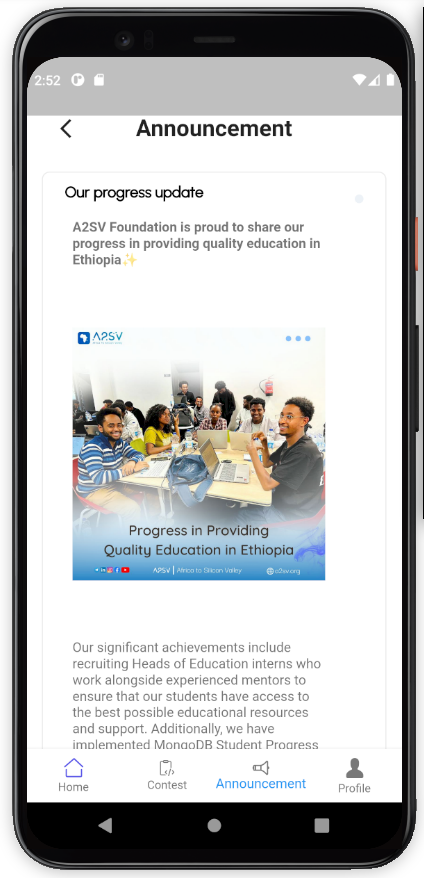 2:52
Announcement
Our progress update
A2SV Foundation is proud to share our
progress in providing quality education in
Ethiopia✨
A2SV
Progress in Providing
Quality Education in Ethiopia
A2SV | Africa to Silicon Valley
a2sv.org
Our significant achievements include
recruiting Heads of Education interns who
work alongside experienced mentors to
ensure that our students have access to
the best possible educational resources
and support. Additionally, we have
implemented MongoDB Student Progress
Home
Contest
Announcement
Profile